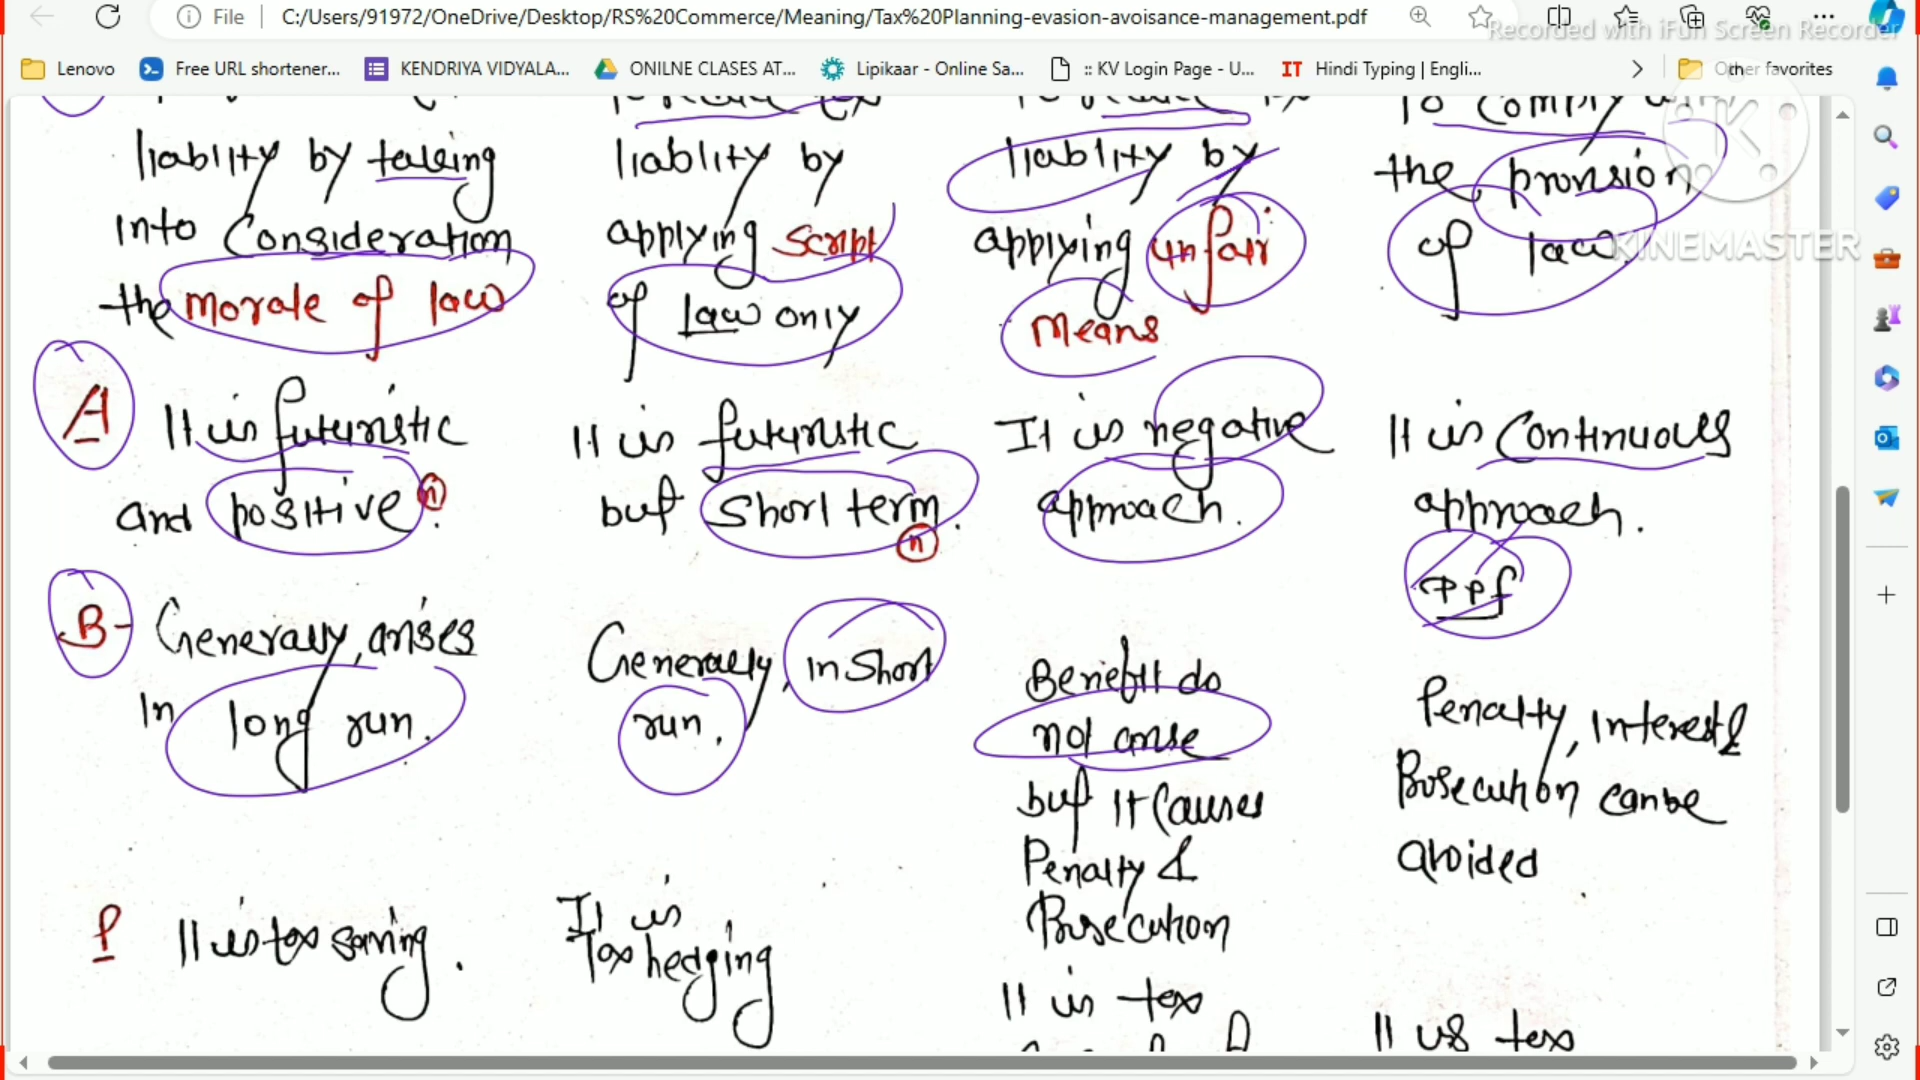 File
C:/Users/91972/OneDrive/Desktop/RS%20Commerce/Meaning/Tax%20Planning-evasion-avoisance-management.pdf
Recorded with iFun Screen Recorder
Lenovo
Free URL shortener...
KENDRIYA VIDYALA...
ONILNE CLASES AT...
Lipikaar - Online Sa...
:: KV Login Page - U...
IT Hindi Typing | Engli...
Other favorites
KINEMASTER
liablity by taking
into Consideration
the morale of law
liablity by
applying script
of law only
liablity by
applying unfair
means
To comply with
the provision
of law.
A
It is futuristic
and positive.
n
It is futuristic
but short term.
n
It is negative
approach.
It is Continuous
approach.
PPf
B-
Generally, arises
In long run.
Generally, in short
run.
Benefit do
not arise
but it causes
Penalty &
Prosecution
Penalty, Interest &
Prosecution can be
avoided
P
It is tax saving.
It is
Tax hedging
It is tax
It is tax